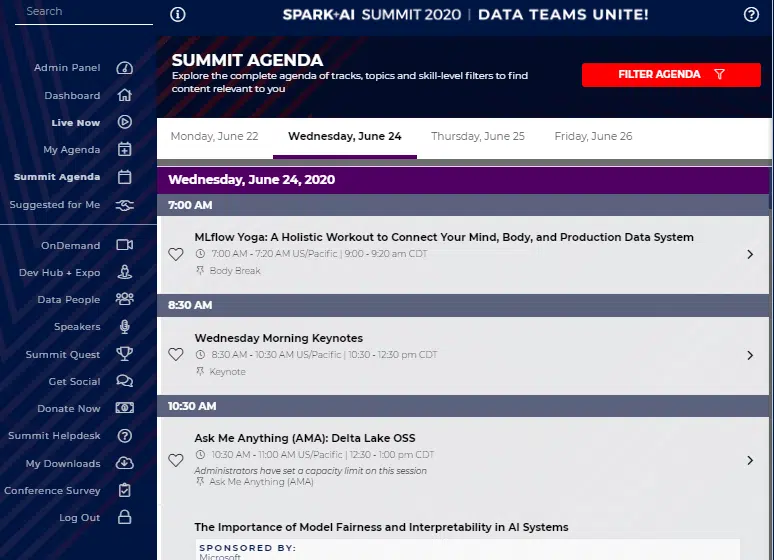 Search
SPARK+AI SUMMIT 2020 | DATA TEAMS UNITE!
Admin Panel
Dashboard
Live Now
My Agenda
Summit Agenda
Suggested for Me
OnDemand
Dev Hub + Expo
Data People
Speakers
Summit Quest
Get Social
Donate Now
Summit Helpdesk
My Downloads
Conference Survey
Log Out
SUMMIT AGENDA
Explore the complete agenda of tracks, topics and skill-level filters to find
content relevant to you
FILTER AGENDA
Monday, June 22 Wednesday, June 24 Thursday, June 25 Friday, June 26
Wednesday, June 24, 2020
7:00 AM
MLflow Yoga: A Holistic Workout to Connect Your Mind, Body, and Production Data System
7:00 AM - 7:20 AM US/Pacific | 9:00 - 9:20 am CDT
Body Break
8:30 AM
Wednesday Morning Keynotes
8:30 AM - 10:30 AM US/Pacific | 10:30 - 12:30 pm CDT
Keynote
10:30 AM
Ask Me Anything (AMA): Delta Lake OSS
10:30 AM - 11:00 AM US/Pacific | 12:30 - 1:00 pm CDT
Administrators have set a capacity limit on this session
Ask Me Anything (AMA)
The Importance of Model Fairness and Interpretability in AI Systems
SPONSORED BY:
Microsoft